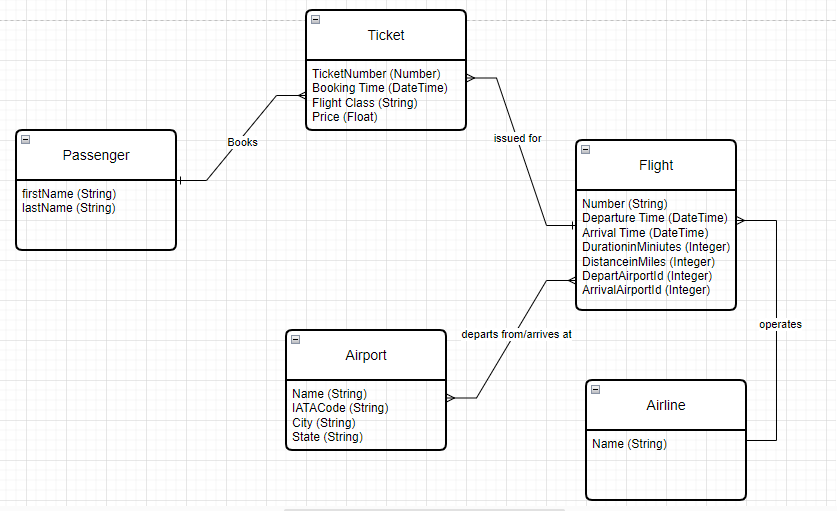 Ticket
TicketNumber (Number)
Booking Time (DateTime)
Flight Class (String)
Price (Float)
Books
issued for
Passenger
firstName (String)
lastName (String)
Flight
Number (String)
Departure Time (DateTime)
Arrival Time (DateTime)
DurationinMiniutes (Integer)
DistanceinMiles (Integer)
DepartAirportId (Integer)
ArrivalAirportId (Integer)
departs from/arrives at
operates
Airport
Name (String)
IATACode (String)
City (String)
State (String)
Airline
Name (String)